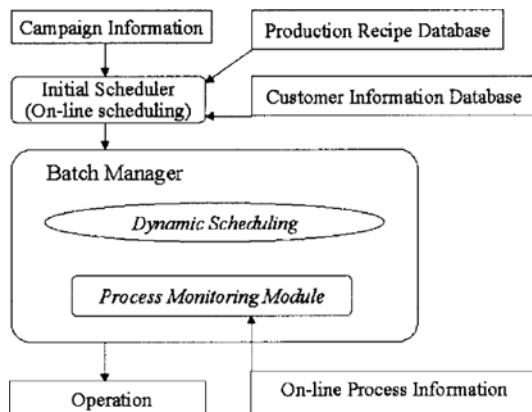 Campaign Information
Production Recipe Database
Initial Scheduler
(On-line scheduling)
Customer Information Database
Batch Manager
Dynamic Scheduling
Process Monitoring Module
Operation
On-line Process Information